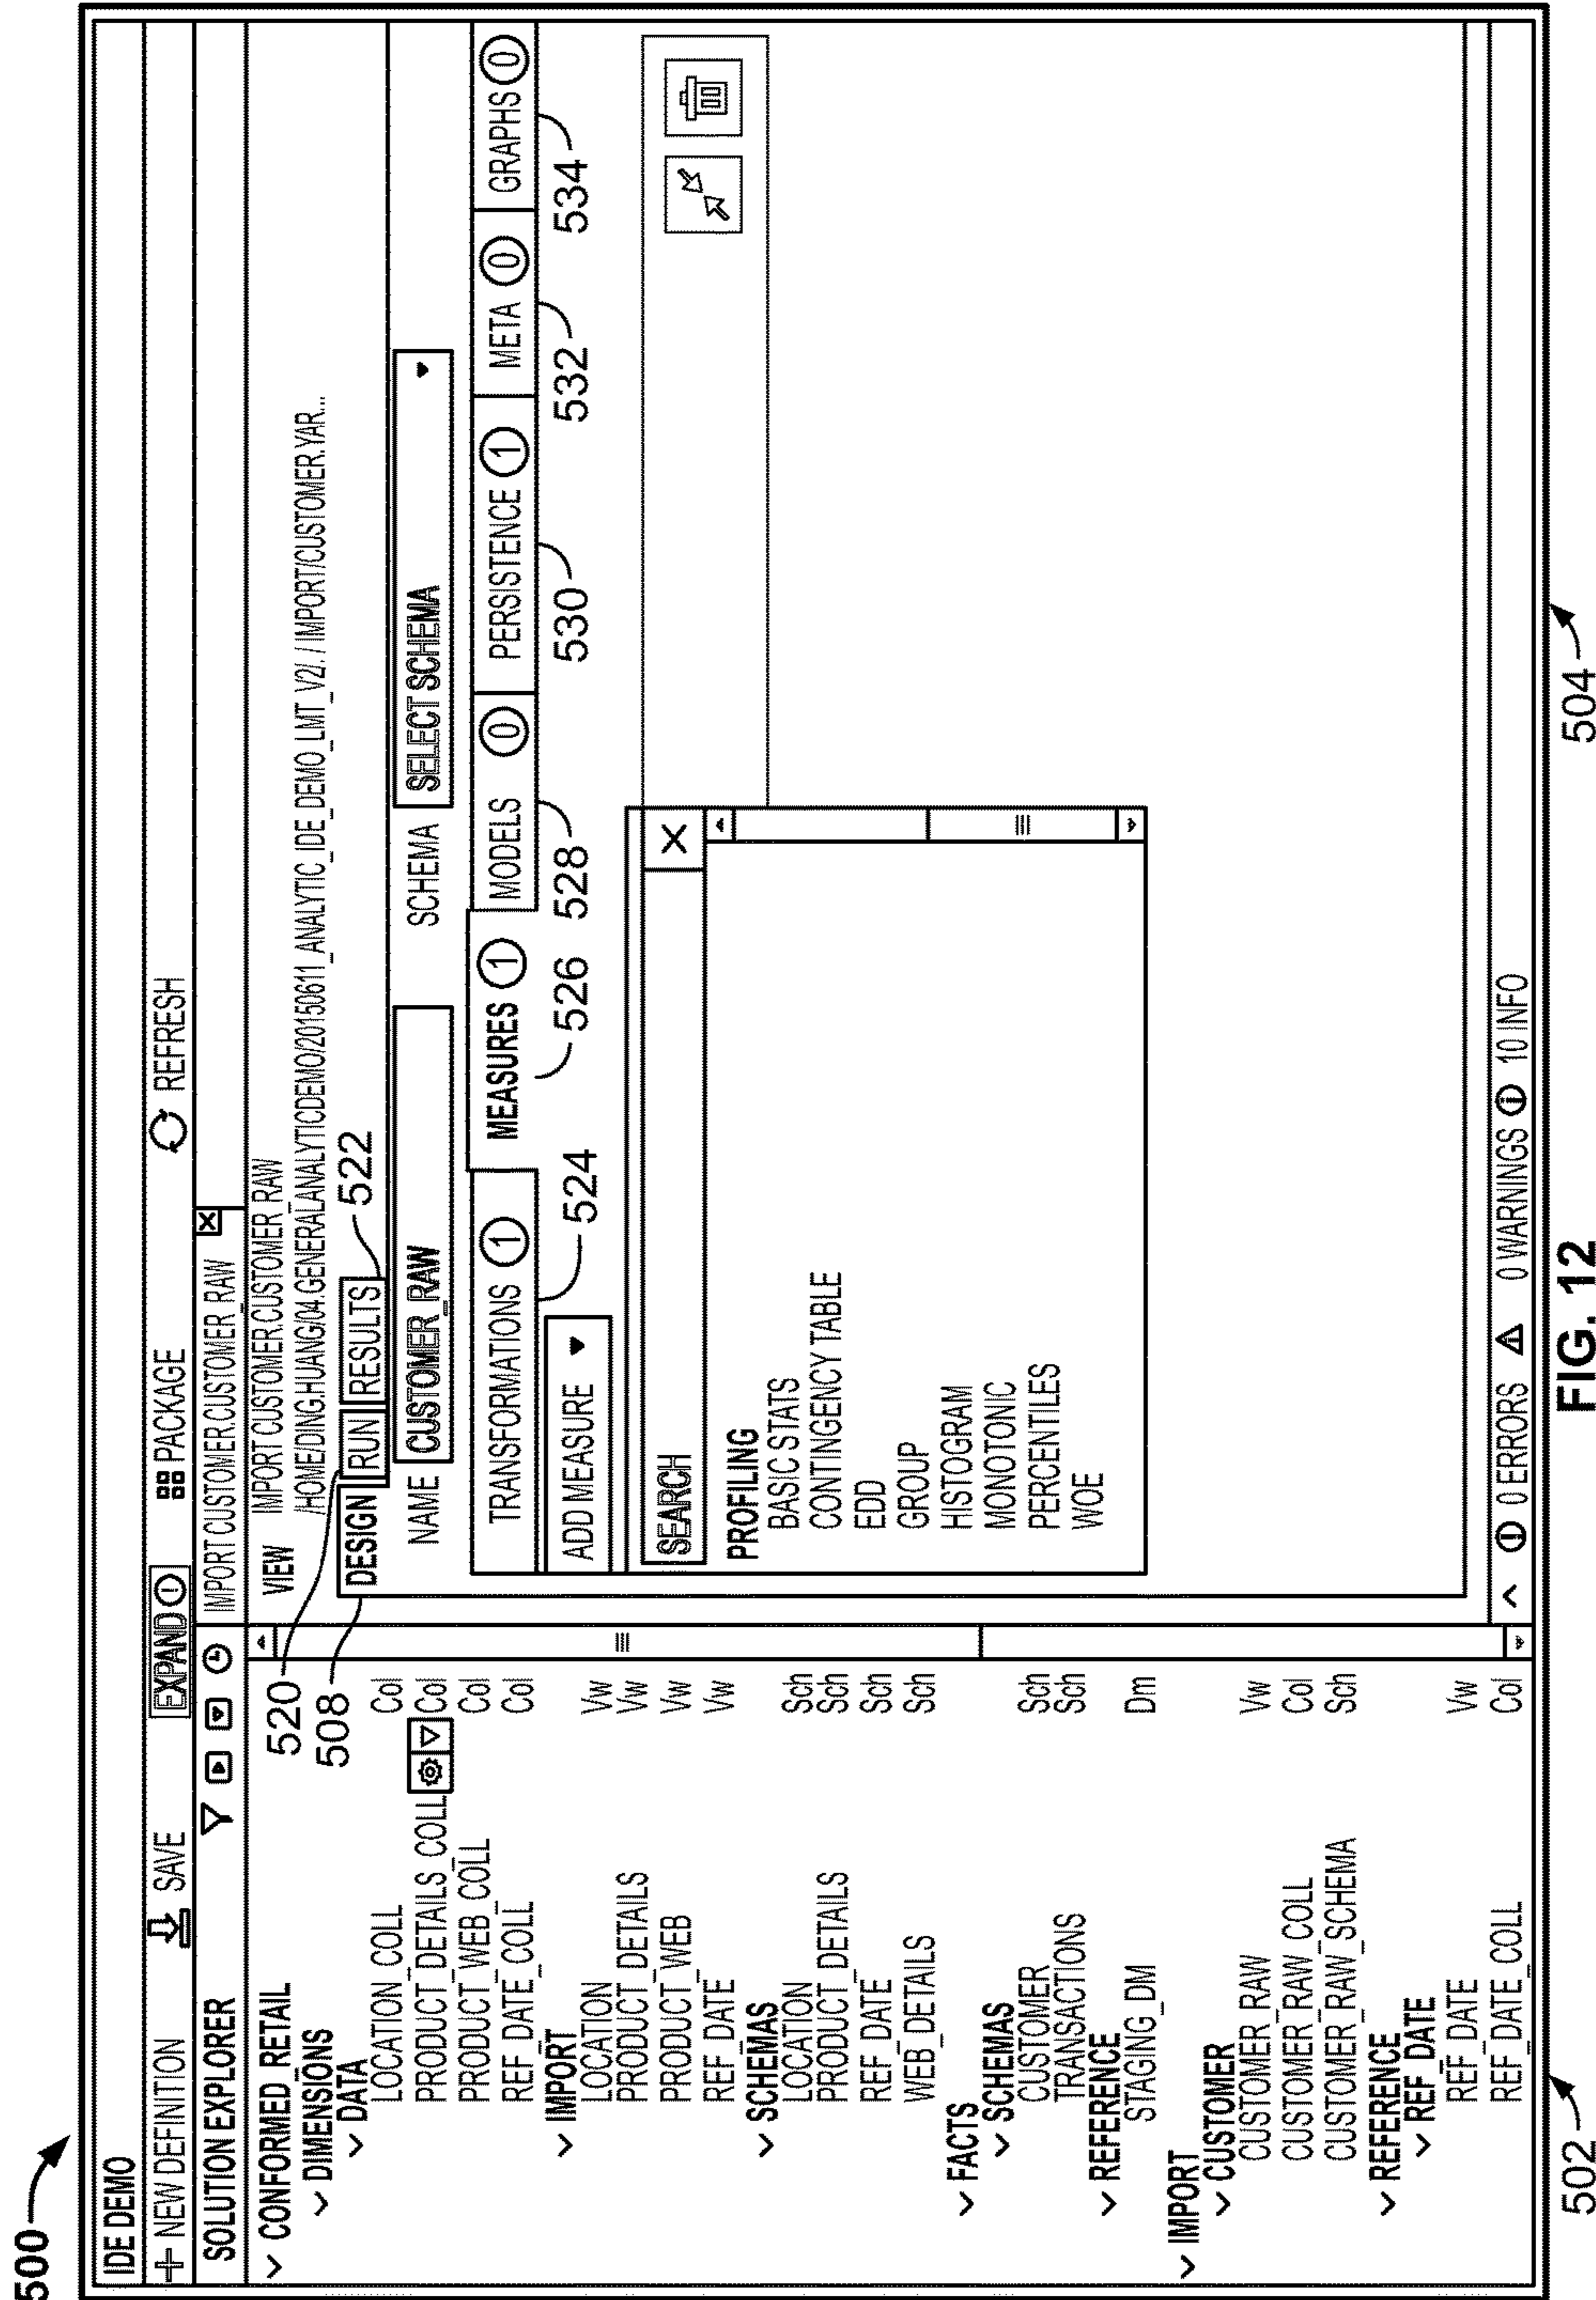 500
IDE DEMO
NEW DEFINITION SAVE EXPAND PACKAGE REFRESH
SOLUTION EXPLORER
CONFORMED_RETAIL
DIMENSIONS
DATA
LOCATION_COLL Col
PRODUCT_DETAILS_COLL Col
PRODUCT_WEB_COLL Col
REF_DATE_COLL Col
IMPORT
LOCATION Vw
PRODUCT_DETAILS Vw
PRODUCT_WEB Vw
REF_DATE Vw
SCHEMAS
LOCATION Sch
PRODUCT_DETAILS Sch
REF_DATE Sch
WEB_DETAILS Sch
FACTS
SCHEMAS
CUSTOMER Sch
TRANSACTIONS Sch
REFERENCE
STAGING_DM Dm
IMPORT
CUSTOMER
CUSTOMER_RAW Vw
CUSTOMER_RAW_COLL Col
CUSTOMER_RAW_SCHEMA Sch
REFERENCE
REF_DATE
REF_DATE Vw
REF_DATE_COLL Col
IMPORT CUSTOMER.CUSTOMER_RAW X
VIEW IMPORT CUSTOMER.CUSTOMER_RAW
/HOME/DING.HUANG/04.GENERALANALYTICDEMO/20150611_ANALYTIC_IDE_DEMO_LMT_V2/./IMPORT/CUSTOMER.YAR...
520
508
DESIGN RUN RESULTS 522
NAME CUSTOMER_RAW SCHEMA SELECT SCHEMA
TRANSFORMATIONS 1 MEASURES 1 MODELS 0 PERSISTENCE 1 META 0 GRAPHS 0
524 526 528 530 532 534
ADD MEASURE
SEARCH X
PROFILING
BASIC STATS
CONTINGENCY TABLE
EDD
GROUP
HISTOGRAM
MONOTONIC
PERCENTILES
WOE
0 ERRORS 0 WARNINGS 10 INFO
502 504
FIG. 12